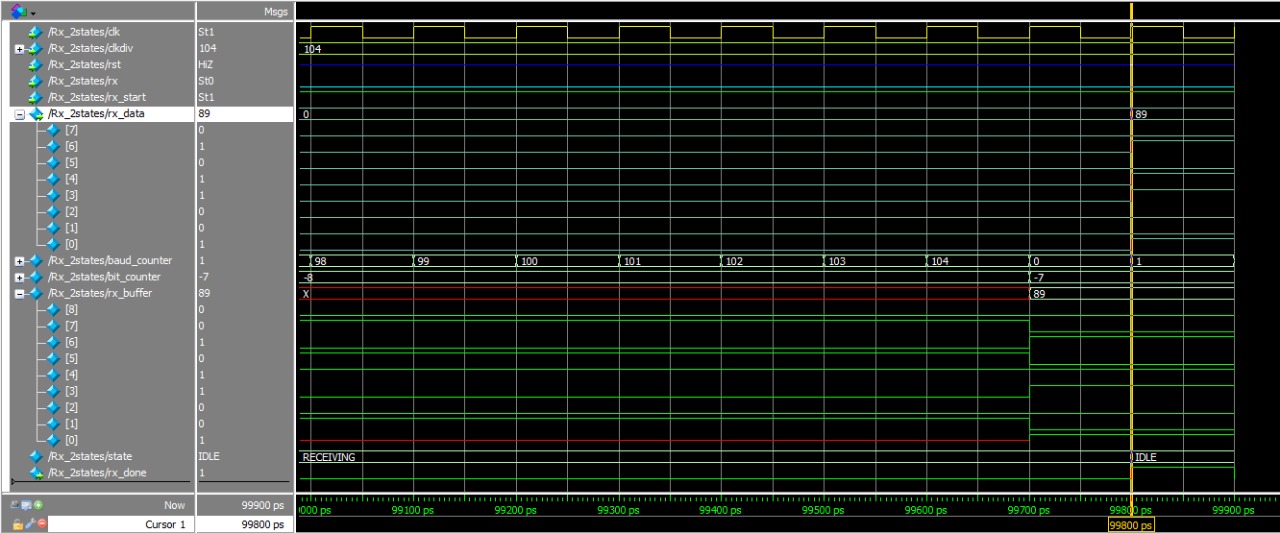 Msgs
/Rx_2states/clk St1
/Rx_2states/clkdiv 104 104
/Rx_2states/rst HiZ
/Rx_2states/rx St0
/Rx_2states/rx_start St1
/Rx_2states/rx_data 89 0 89
[7] 0
[6] 1
[5] 0
[4] 1
[3] 1
[2] 0
[1] 0
[0] 1
/Rx_2states/baud_counter 1 98 99 100 101 102 103 104 0 1
/Rx_2states/bit_counter -7 -8 -7
/Rx_2states/rx_buffer 89 X 89
[8] 0
[7] 0
[6] 1
[5] 0
[4] 1
[3] 1
[2] 0
[1] 0
[0] 1
/Rx_2states/state IDLE RECEIVING IDLE
/Rx_2states/rx_done 1
Now 99900 ps 000 ps 99100 ps 99200 ps 99300 ps 99400 ps 99500 ps 99600 ps 99700 ps 99800 ps 99900 ps
Cursor 1 99800 ps 99800 ps